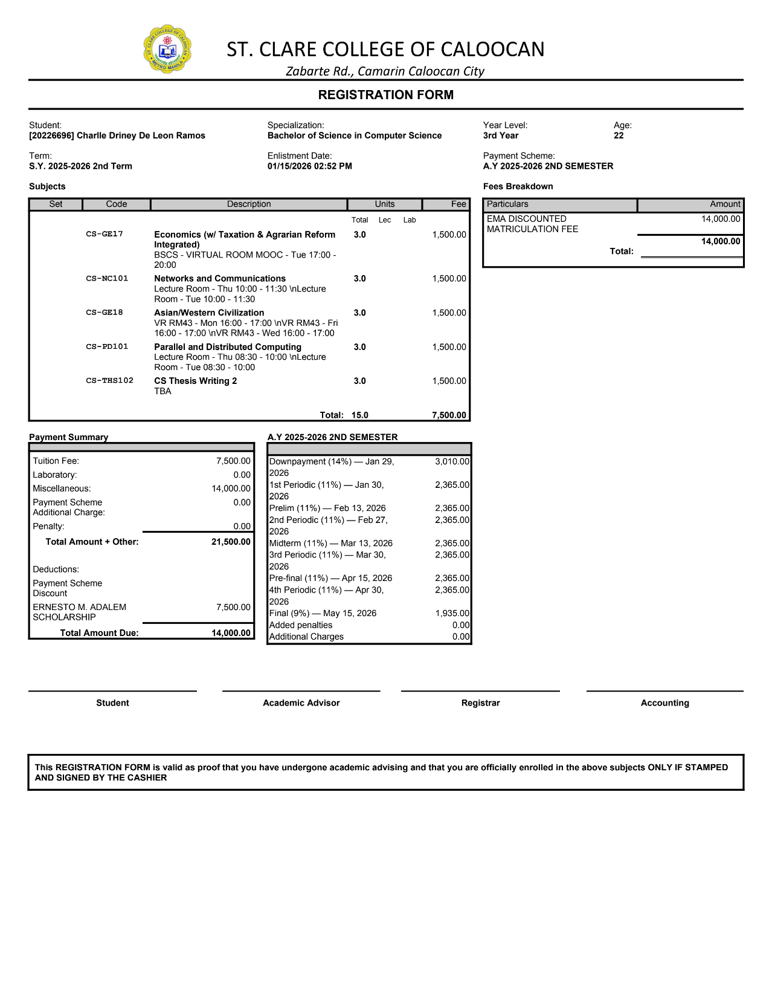 ST. CLARE COLLEGE OF CALOOCAN
METRO MANILA
ST. CLARE COLLEGE OF CALOOCAN
Zabarte Rd., Camarin Caloocan City
REGISTRATION FORM
Student: Specialization: Year Level: Age:
[20226696] Charlle Driney De Leon Ramos Bachelor of Science in Computer Science 3rd Year 22
Term: Enlistment Date: Payment Scheme:
S.Y. 2025-2026 2nd Term 01/15/2026 02:52 PM A.Y 2025-2026 2ND SEMESTER
Subjects
Set Code Description Units Fee
Total Lec Lab
CS-GE17 Economics (w/ Taxation & Agrarian Reform 3.0 1,500.00
Integrated)
BSCS - VIRTUAL ROOM MOOC - Tue 17:00 -
20:00
CS-NC101 Networks and Communications 3.0 1,500.00
Lecture Room - Thu 10:00 - 11:30 \nLecture
Room - Tue 10:00 - 11:30
CS-GE18 Asian/Western Civilization 3.0 1,500.00
VR RM43 - Mon 16:00 - 17:00 \nVR RM43 - Fri
16:00 - 17:00 \nVR RM43 - Wed 16:00 - 17:00
CS-PD101 Parallel and Distributed Computing 3.0 1,500.00
Lecture Room - Thu 08:30 - 10:00 \nLecture
Room - Tue 08:30 - 10:00
CS-THS102 CS Thesis Writing 2 3.0 1,500.00
TBA
Total: 15.0 7,500.00
Fees Breakdown
Particulars Amount
EMA DISCOUNTED 14,000.00
MATRICULATION FEE
14,000.00
Total:
Payment Summary
Tuition Fee: 7,500.00
Laboratory: 0.00
Miscellaneous: 14,000.00
Payment Scheme 0.00
Additional Charge:
Penalty: 0.00
Total Amount + Other: 21,500.00
Deductions:
Payment Scheme
Discount
ERNESTO M. ADALEM 7,500.00
SCHOLARSHIP
Total Amount Due: 14,000.00
A.Y 2025-2026 2ND SEMESTER
Downpayment (14%) — Jan 29, 3,010.00
2026
1st Periodic (11%) — Jan 30, 2,365.00
2026
Prelim (11%) — Feb 13, 2026 2,365.00
2nd Periodic (11%) — Feb 27, 2,365.00
2026
Midterm (11%) — Mar 13, 2026 2,365.00
3rd Periodic (11%) — Mar 30, 2,365.00
2026
Pre-final (11%) — Apr 15, 2026 2,365.00
4th Periodic (11%) — Apr 30, 2,365.00
2026
Final (9%) — May 15, 2026 1,935.00
Added penalties 0.00
Additional Charges 0.00
Student Academic Advisor Registrar Accounting
This REGISTRATION FORM is valid as proof that you have undergone academic advising and that you are officially enrolled in the above subjects ONLY IF STAMPED
AND SIGNED BY THE CASHIER